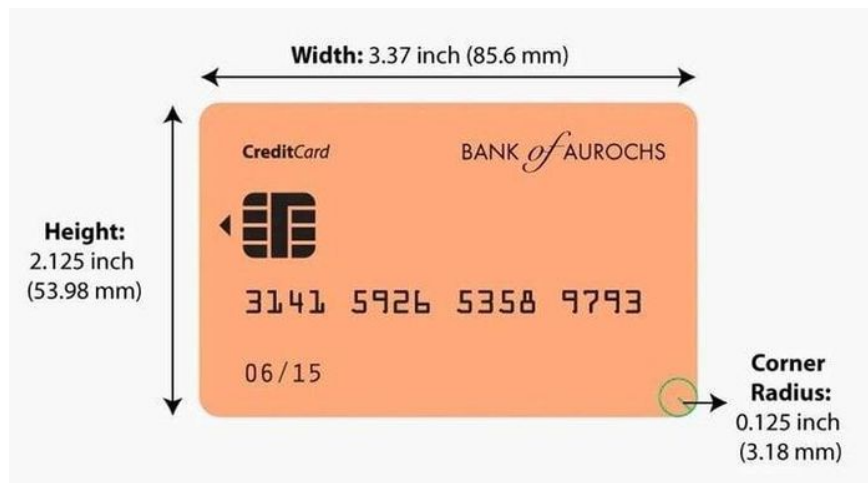 Width: 3.37 inch (85.6 mm)
CreditCard
BANK of AUROCHS
Height:
2.125 inch
(53.98 mm)
3141 5926 5358 9793
06/15
Corner
Radius:
0.125 inch
(3.18 mm)